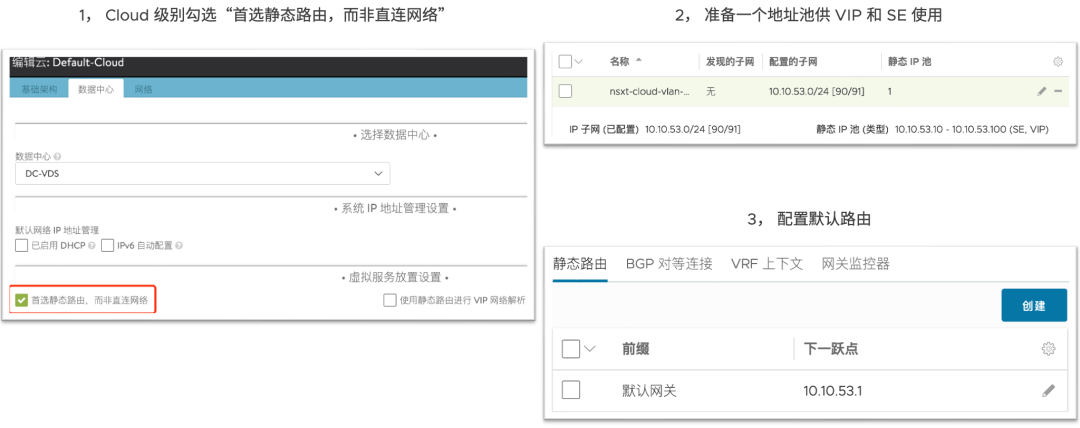 1， Cloud 级别勾选“首选静态路由，而非直连网络”
编辑云: Default-Cloud
基础架构 数据中心 网络
• 选择数据中心 •
数据中心
DC-VDS
• 系统 IP 地址管理设置 •
默认网络 IP 地址管理
已启用 DHCP IPv6 自动配置
• 虚拟服务放置设置 •
首选静态路由、而非直连网络 使用静态路由进行 VIP 网络解析
2， 准备一个地址池供 VIP 和 SE 使用
名称 发现的子网 配置的子网 静态 IP 池
nsxt-cloud-vlan-... 无 10.10.53.0/24 [90/91] 1
IP 子网 (已配置) 10.10.53.0/24 [90/91] 静态 IP 池 (类型) 10.10.53.10 - 10.10.53.100 (SE, VIP)
3， 配置默认路由
静态路由 BGP 对等连接 VRF 上下文 网关监控器
创建
前缀 下一跃点
默认网关 10.10.53.1